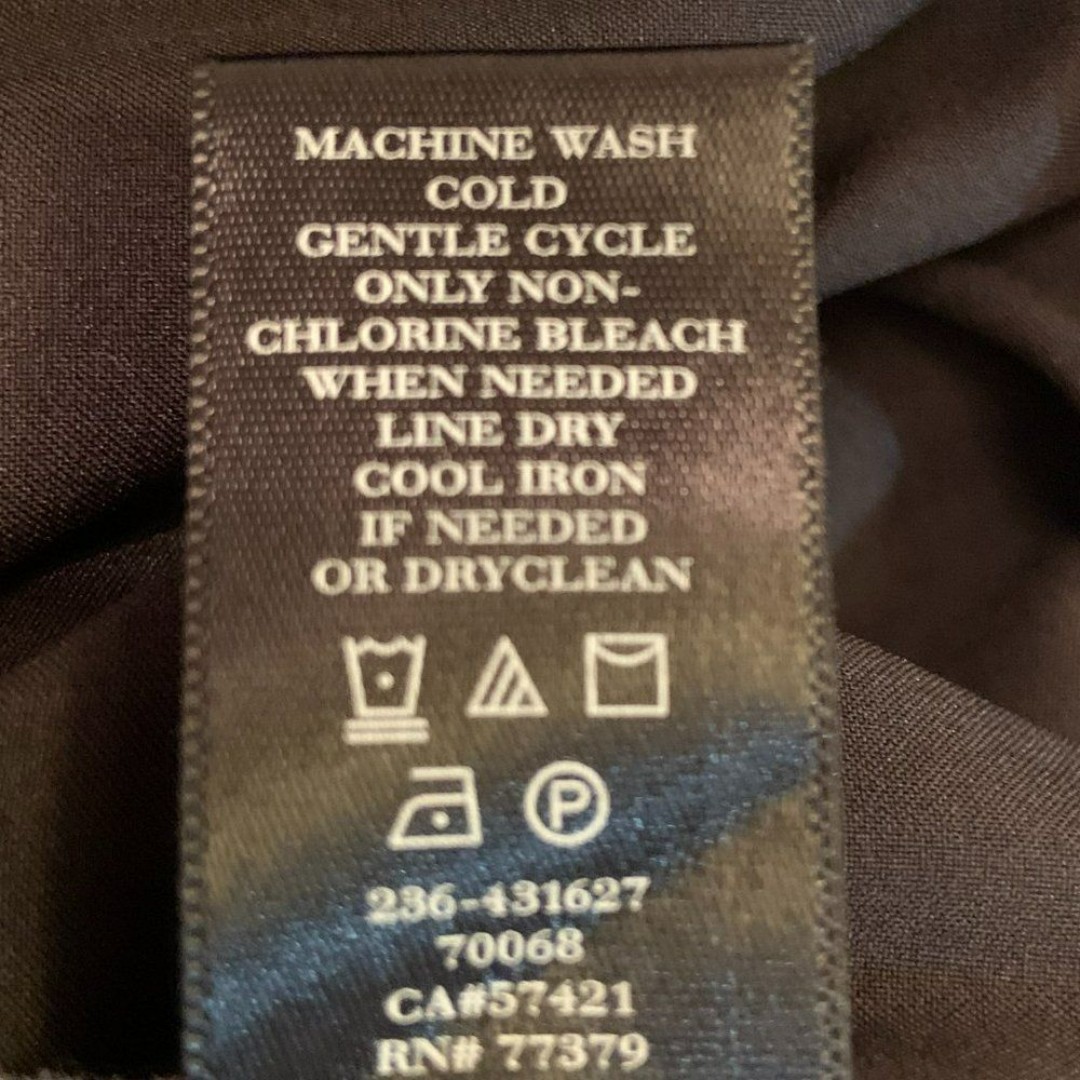 MACHINE WASH
COLD
GENTLE CYCLE
ONLY NON-
CHLORINE BLEACH
WHEN NEEDED
LINE DRY
COOL IRON
IF NEEDED
OR DRYCLEAN
P
236-431627
70068
CA#57421
RN# 77379